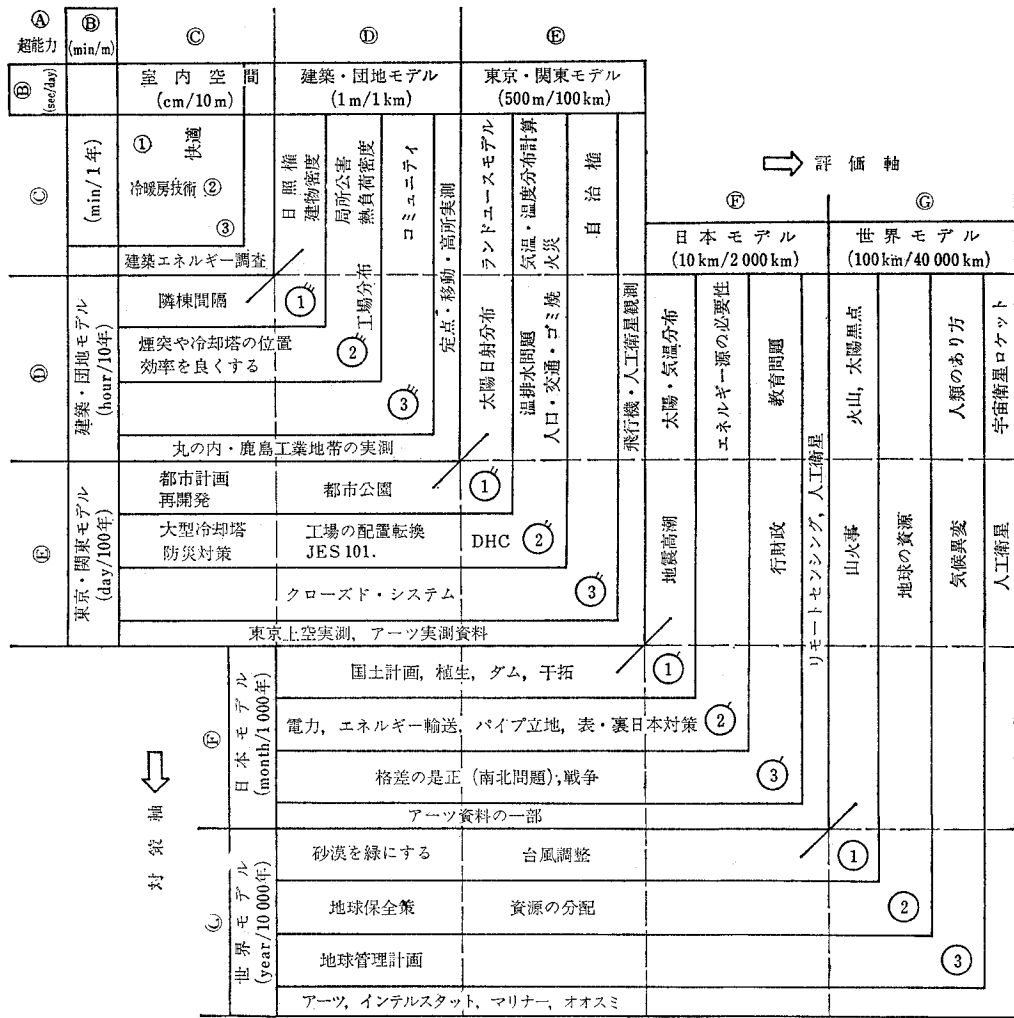 Ⓐ
超能力
Ⓑ
(min/m)
Ⓒ
Ⓓ
Ⓔ
Ⓑ
(sec/day)
室内空間
(cm/10m)
建築・団地モデル
(1m/1km)
東京・関東モデル
(500m/100km)
Ⓒ
(min/1年)
① 快適
冷暖房技術 ②
③
建築エネルギー調査
日照権
建物密度
局所公害
熱負荷密度
工場分布
コミュニティ
定点・移動・高所実測
ランドユースモデル
太陽日射分布
気温・温度分布計算
温排水問題
火災
人口・交通・ゴミ焼
自治権
飛行機・人工衛星観測
⇨ 評価軸
Ⓕ
Ⓖ
日本モデル
(10km/2000km)
世界モデル
(100km/40000km)
Ⓓ
建築・団地モデル
(hour/10年)
隣棟間隔
①
煙突や冷却塔の位置
効率を良くする
②
③
丸の内・鹿島工業地帯の実測
太陽・気温分布
地震高潮
エネルギー源の必要性
教育問題
行財政
リモートセンシング,人工衛星
火山,太陽黒点
山火事
地球の資源
人類のあり方
気候異変
宇宙衛星ロケット
人工衛星
Ⓔ
東京・関東モデル
(day/100年)
都市計画
再開発
都市公園
①
大型冷却塔
防災対策
工場の配置転換
JES 101.
DHC
②
クローズド・システム
③
東京上空実測,アーツ実測資料
Ⓕ
日本モデル
(month/1000年)
国土計画,植生,ダム,干拓
①
電力,エネルギー輸送,パイプ立地,表・裏日本対策
②
格差の是正(南北問題),戦争
③
アーツ資料の一部
⇩
対策軸
世界モデル
(year/10000年)
砂漠を緑にする
台風調整
①
地球保全策
資源の分配
②
地球管理計画
③
アーツ,インテルスタット,マリナー,オオスミ